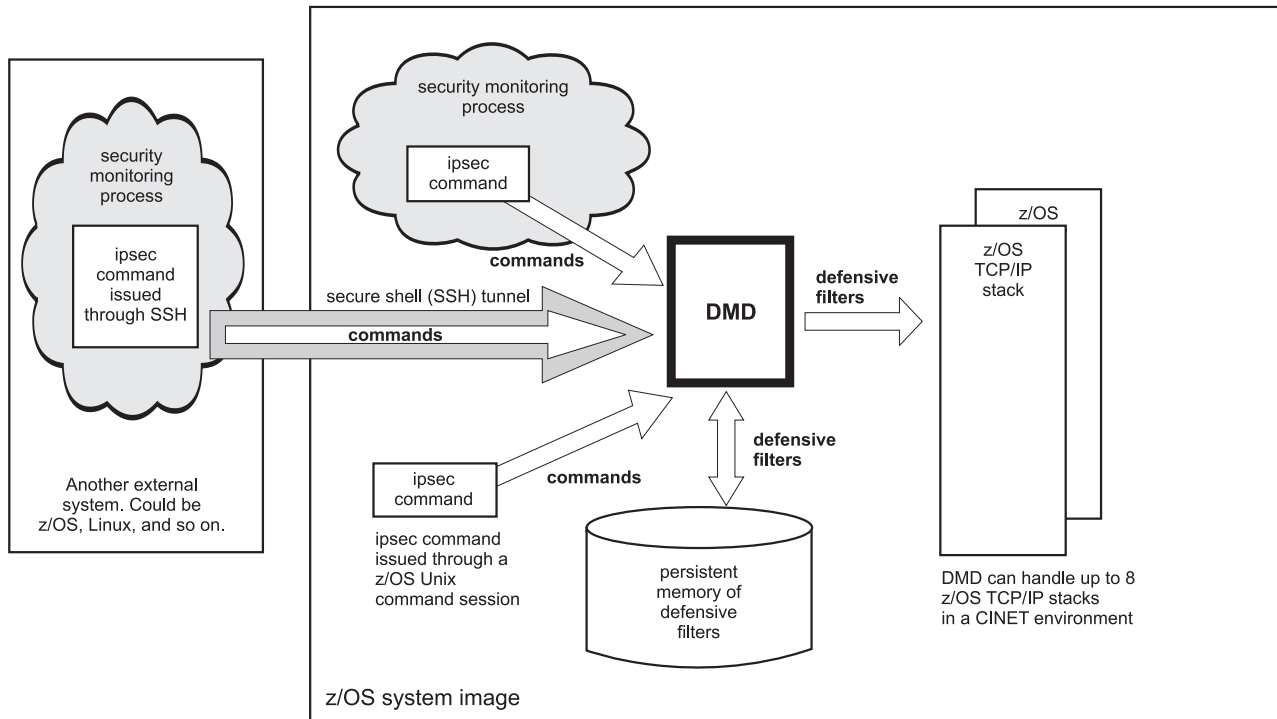 security
monitoring
process
ipsec
command
issued
through SSH
Another external
system. Could be
z/OS, Linux, and so on.
security monitoring
process
ipsec
command
commands
secure shell (SSH) tunnel
commands
ipsec
command
commands
ipsec command
issued through a
z/OS Unix
command session
DMD
defensive
filters
defensive
filters
persistent
memory of
defensive
filters
z/OS
z/OS
TCP/IP
stack
DMD can handle up to 8
z/OS TCP/IP stacks
in a CINET environment
z/OS system image